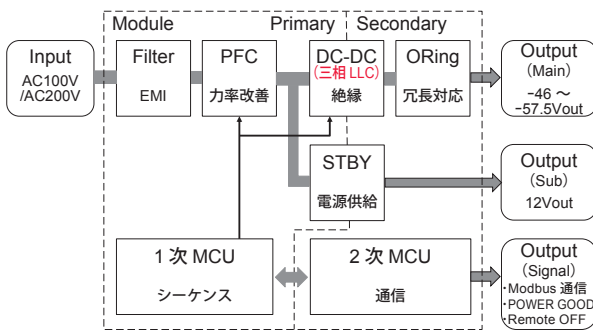 Module
Primary
Secondary
Input
AC100V
/AC200V
Filter
EMI
PFC
力率改善
DC-DC
(三相 LLC)
絶縁
ORing
冗長対応
Output
(Main)
-46 ～
-57.5Vout
STBY
電源供給
Output
(Sub)
12Vout
1 次 MCU
シーケンス
2 次 MCU
通信
Output
(Signal)
・Modbus 通信
・POWER GOOD
・Remote OFF